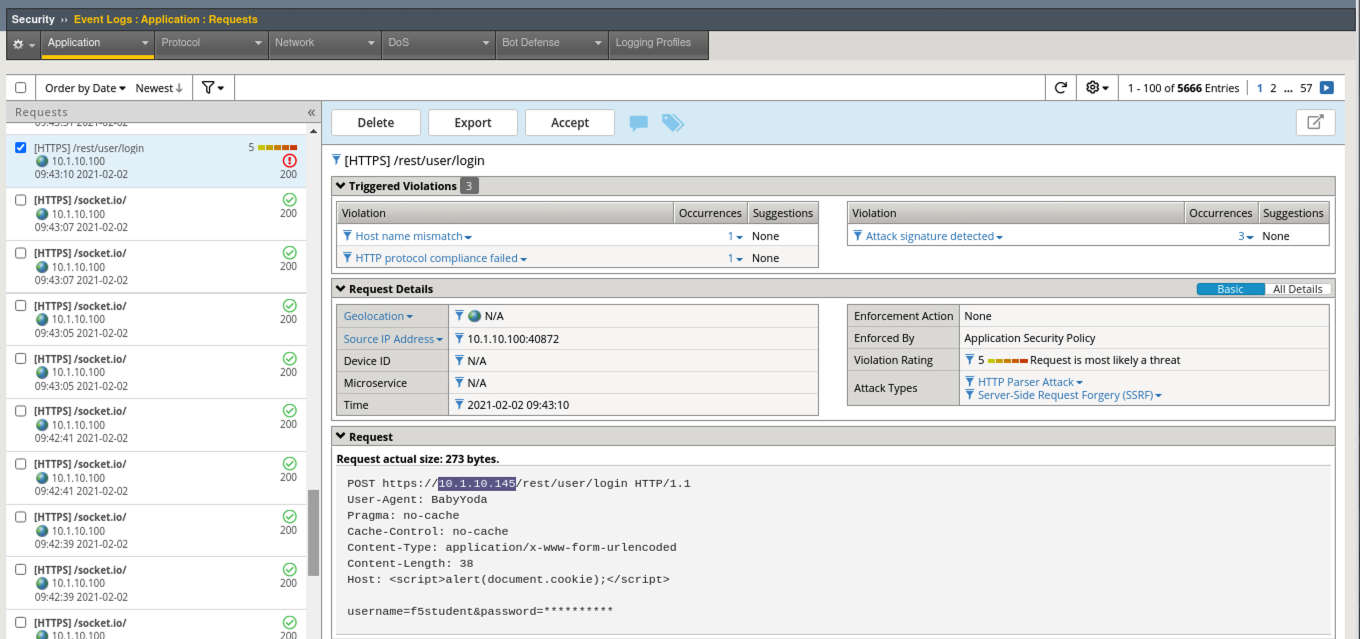 Security ›› Event Logs : Application : Requests
Application Protocol Network DoS Bot Defense Logging Profiles
Order by Date Newest↓ 1 - 100 of 5666 Entries 1 2 ... 57
Requests «
[HTTPS] /rest/user/login 5
10.1.10.100
09:43:10 2021-02-02 200
[HTTPS] /socket.io/
10.1.10.100 200
09:43:07 2021-02-02
[HTTPS] /socket.io/
10.1.10.100 200
09:43:07 2021-02-02
[HTTPS] /socket.io/
10.1.10.100 200
09:43:05 2021-02-02
[HTTPS] /socket.io/
10.1.10.100 200
09:43:05 2021-02-02
[HTTPS] /socket.io/
10.1.10.100 200
09:42:41 2021-02-02
[HTTPS] /socket.io/
10.1.10.100 200
09:42:41 2021-02-02
[HTTPS] /socket.io/
10.1.10.100 200
09:42:39 2021-02-02
[HTTPS] /socket.io/
10.1.10.100 200
09:42:39 2021-02-02
[HTTPS] /socket.io/
10.1.10.100 200
Delete Export Accept
[HTTPS] /rest/user/login
Triggered Violations 3
Violation Occurrences Suggestions
Host name mismatch 1 None
HTTP protocol compliance failed 1 None
Violation Occurrences Suggestions
Attack signature detected 3 None
Request Details Basic All Details
Geolocation N/A
Source IP Address 10.1.10.100:40872
Device ID N/A
Microservice N/A
Time 2021-02-02 09:43:10
Enforcement Action None
Enforced By Application Security Policy
Violation Rating 5 Request is most likely a threat
Attack Types HTTP Parser Attack
Server-Side Request Forgery (SSRF)
Request
Request actual size: 273 bytes.
POST https://10.1.10.145/rest/user/login HTTP/1.1
User-Agent: BabyYoda
Pragma: no-cache
Cache-Control: no-cache
Content-Type: application/x-www-form-urlencoded
Content-Length: 38
Host: <script>alert(document.cookie);</script>
username=f5student&password=**********